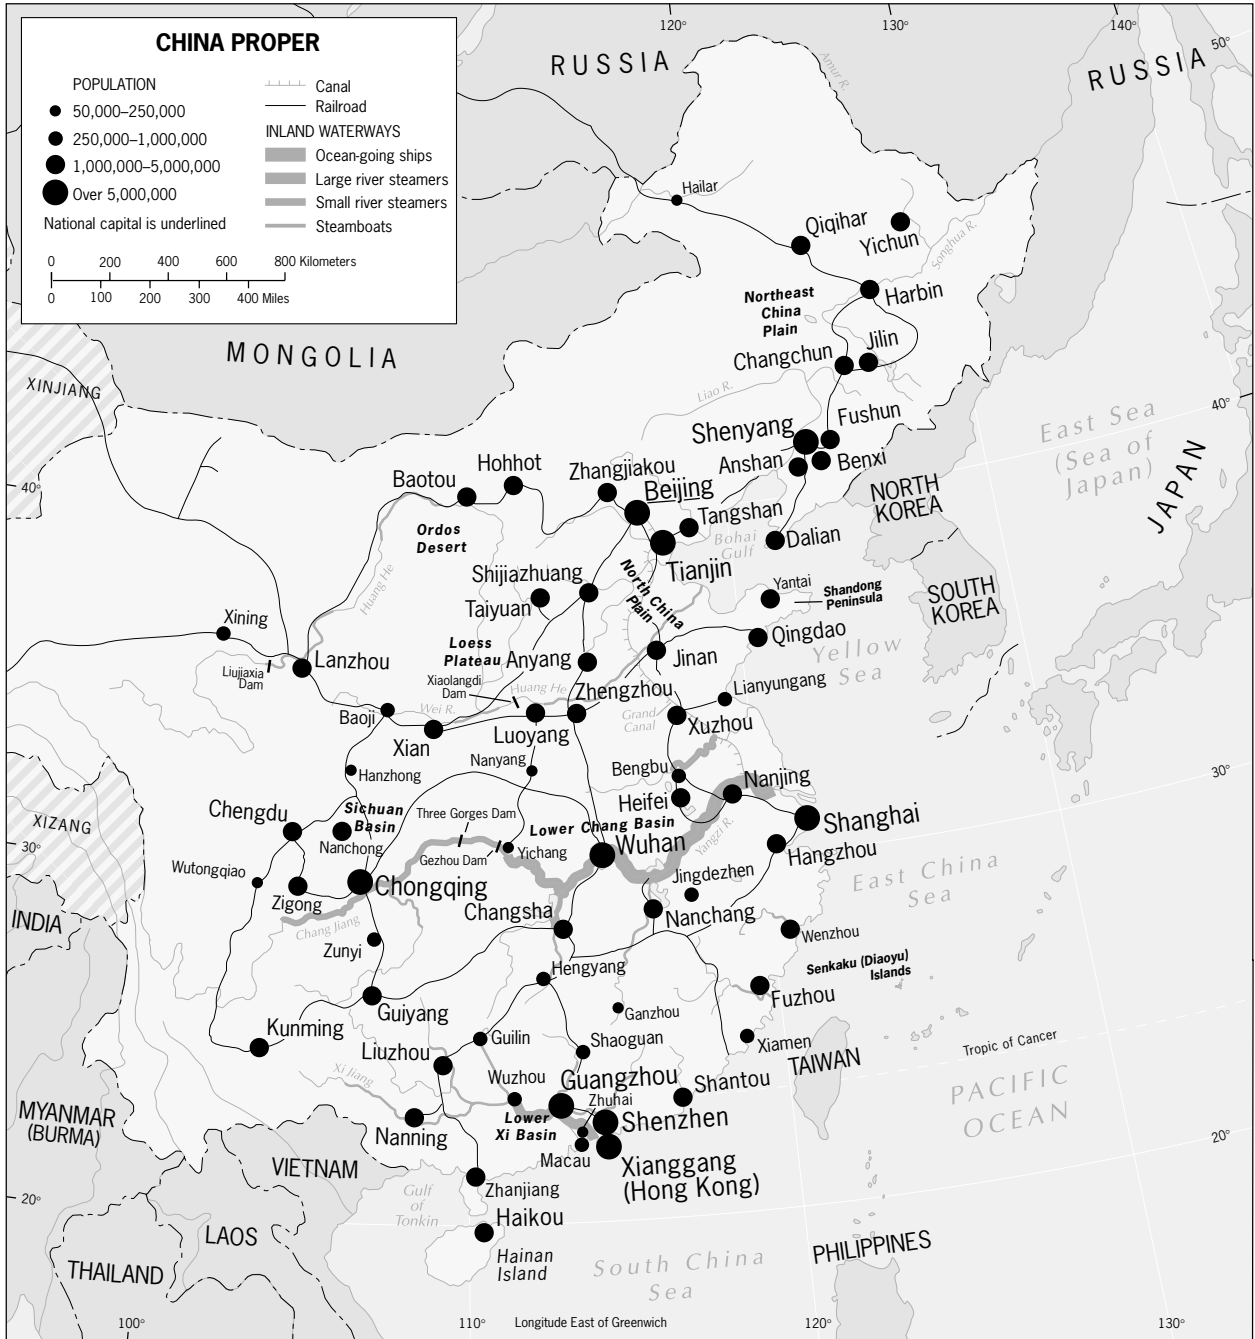 120°
130°
140°
50°
CHINA PROPER
POPULATION
50,000–250,000
250,000–1,000,000
1,000,000–5,000,000
Over 5,000,000
National capital is underlined
Canal
Railroad
INLAND WATERWAYS
Ocean-going ships
Large river steamers
Small river steamers
Steamboats
0 200 400 600 800 Kilometers
0 100 200 300 400 Miles
RUSSIA
RUSSIA
Amur R.
Hailar
Qiqihar
Yichun
Songhua R.
Harbin
Northeast
China
Plain
Jilin
Changchun
MONGOLIA
XINJIANG
Liao R.
40°
Fushun
Shenyang
Anshan
Benxi
East Sea
(Sea of
Japan)
JAPAN
Hohhot
Baotou
Zhangjiakou
Beijing
40°
NORTH
KOREA
Tangshan
Ordos
Desert
Bohai
Gulf
Dalian
Tianjin
Huang He
Shijiazhuang
North China
Plain
Yantai
Shandong
Peninsula
SOUTH
KOREA
Taiyuan
Xining
Qingdao
Loess
Plateau
Anyang
Jinan
Yellow
Sea
Lanzhou
Liujiaxia
Dam
Xiaolangdi
Dam
Huang He
Zhengzhou
Lianyungang
Baoji
Wei R.
Grand
Canal
Xuzhou
Luoyang
Xian
Nanyang
Hanzhong
Bengbu
Nanjing
30°
Heifei
Chengdu
Sichuan
Basin
Three Gorges Dam
Lower Chang Basin
Shanghai
XIZANG
Yangzi R.
30°
Nanchong
Gezhou Dam
Yichang
Wuhan
Hangzhou
Wutongqiao
Jingdezhen
East China
Sea
Chongqing
Zigong
Changsha
Nanchang
INDIA
Chang Jiang
Wenzhou
Zunyi
Senkaku (Diaoyu)
Islands
Hengyang
Fuzhou
Guiyang
Ganzhou
Kunming
Guilin
Shaoguan
Xiamen
Tropic of Cancer
Liuzhou
TAIWAN
Xi Jiang
Wuzhou
Guangzhou
Shantou
PACIFIC
OCEAN
Zhuhai
MYANMAR
(BURMA)
Lower
Xi Basin
Shenzhen
Nanning
20°
Macau
Xianggang
(Hong Kong)
VIETNAM
Zhanjiang
20°
Gulf
of
Tonkin
Haikou
LAOS
PHILIPPINES
Hainan
Island
South China
Sea
THAILAND
100°
110°
Longitude East of Greenwich
120°
130°